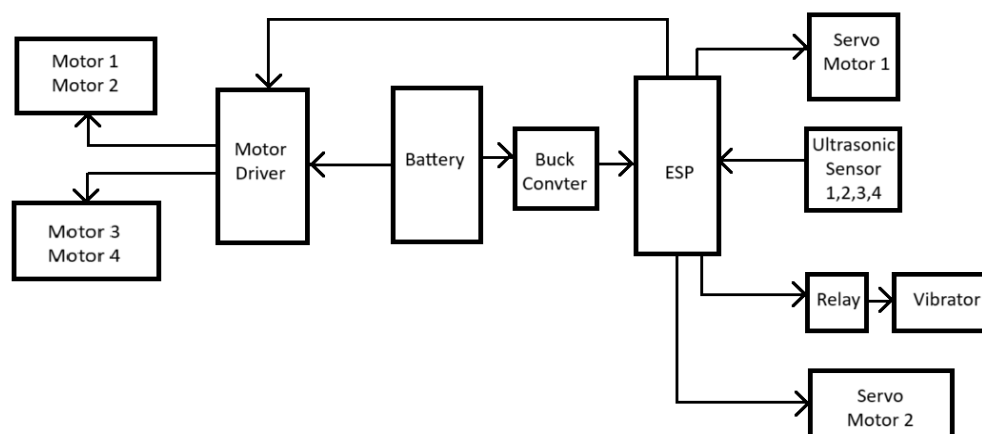 Motor 1
Motor 2
Motor 3
Motor 4
Motor
Driver
Battery
Buck
Convter
ESP
Servo
Motor 1
Ultrasonic
Sensor
1,2,3,4
Relay
Vibrator
Servo
Motor 2